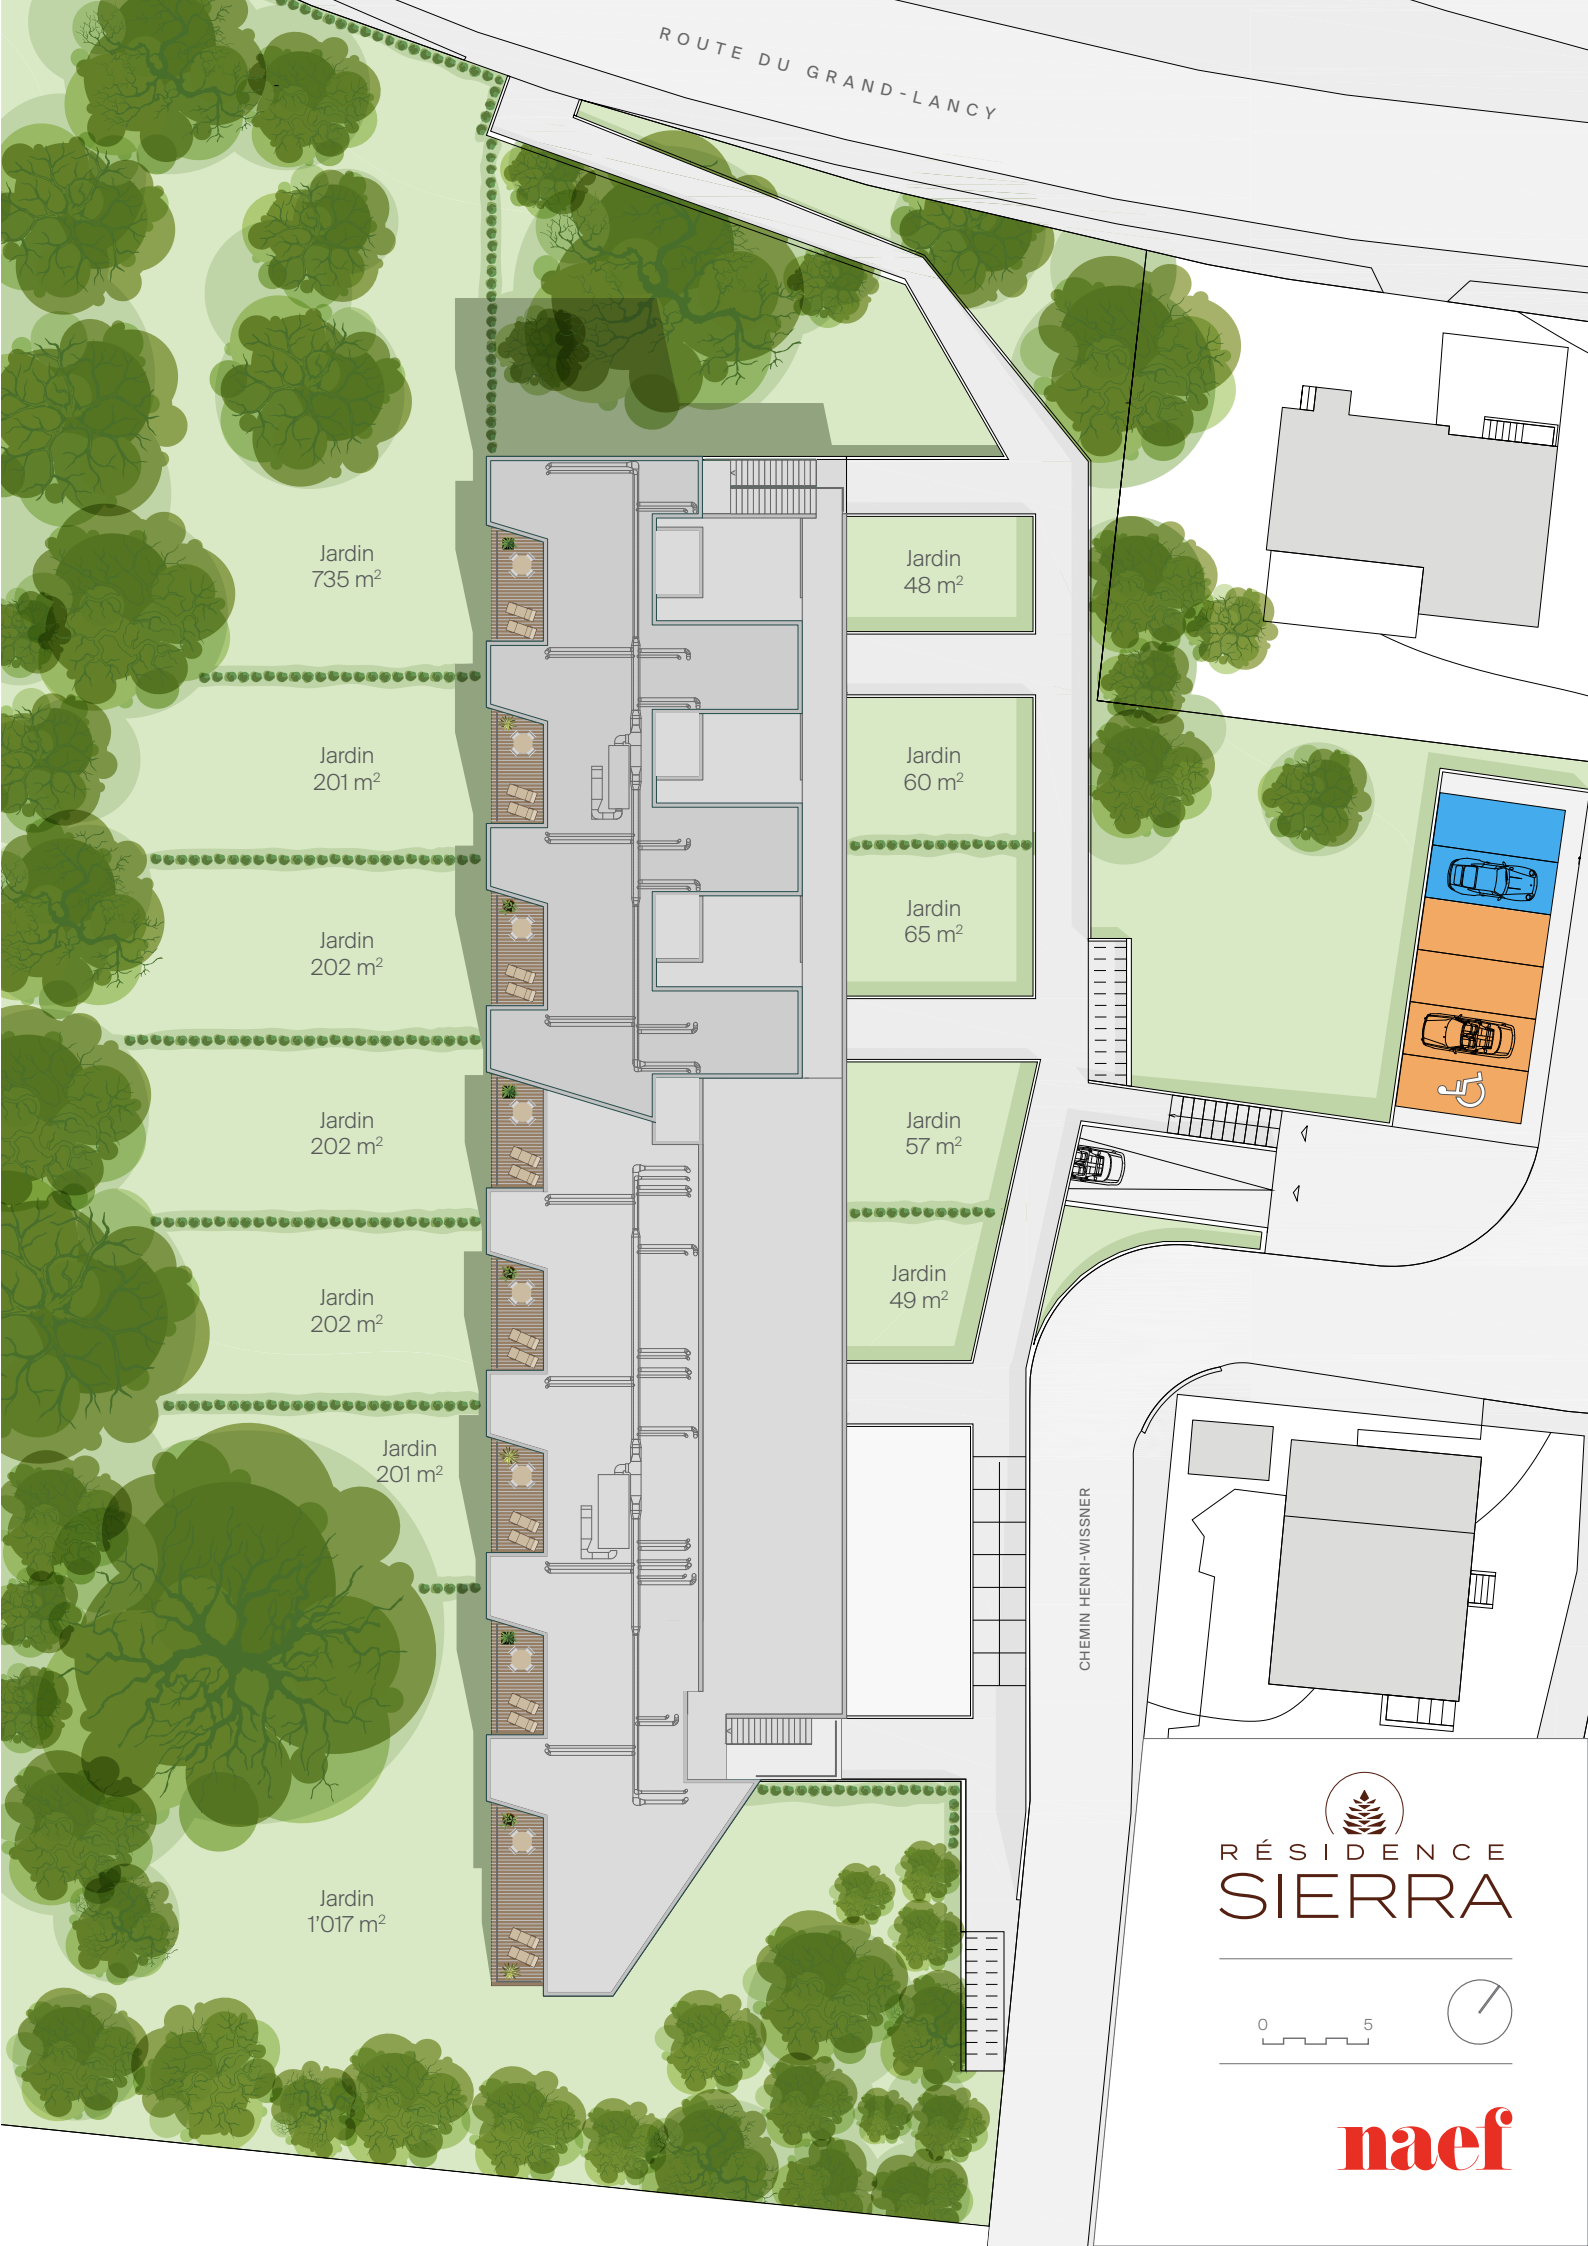 ROUTE DU GRAND-LANCY
Jardin
735 m²
Jardin
48 m²
Jardin
201 m²
Jardin
60 m²
Jardin
202 m²
Jardin
65 m²
Jardin
202 m²
Jardin
57 m²
Jardin
202 m²
Jardin
49 m²
Jardin
201 m²
CHEMIN HENRI-WISSNER
Jardin
1'017 m²
RÉSIDENCE
SIERRA
0 5
naef